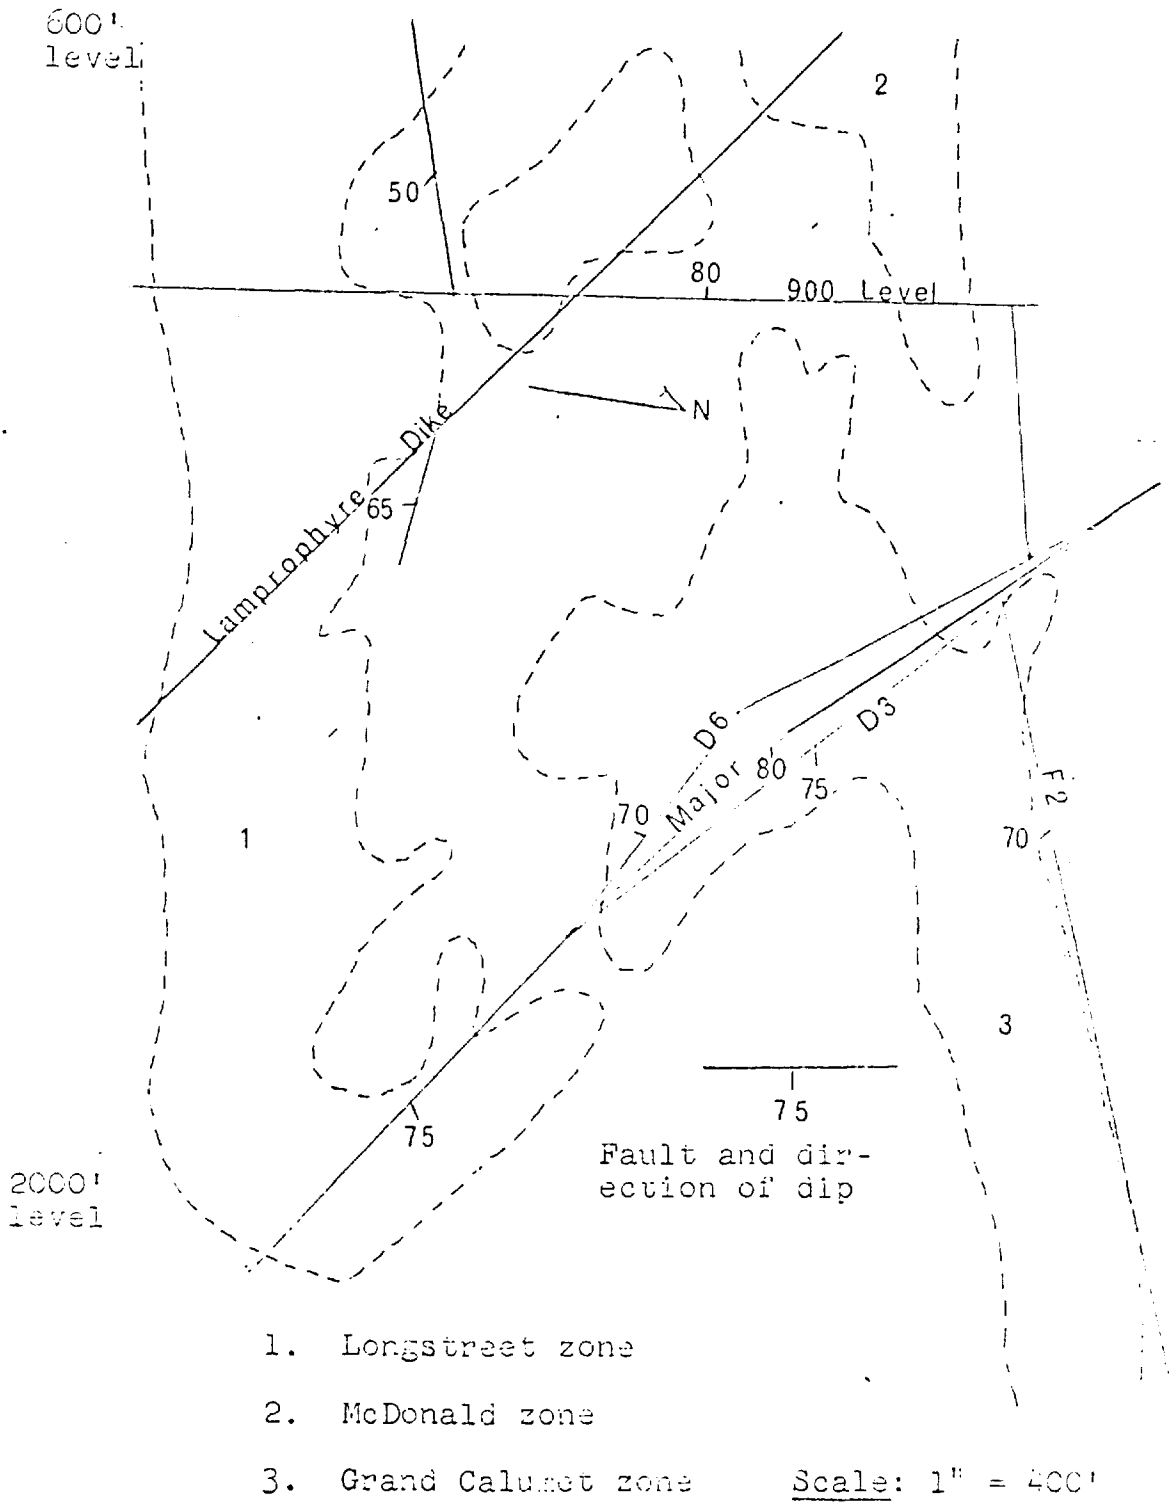 600'
level
2
50
80
900 Level
N
Lamprophyre Dike
65
D6
D3
Major 80
75
70
F2
70
1
3
75
75
Fault and dir-
ection of dip
2000'
level
1. Longstreet zone
2. McDonald zone
3. Grand Calumet zone
Scale: 1" = 400'